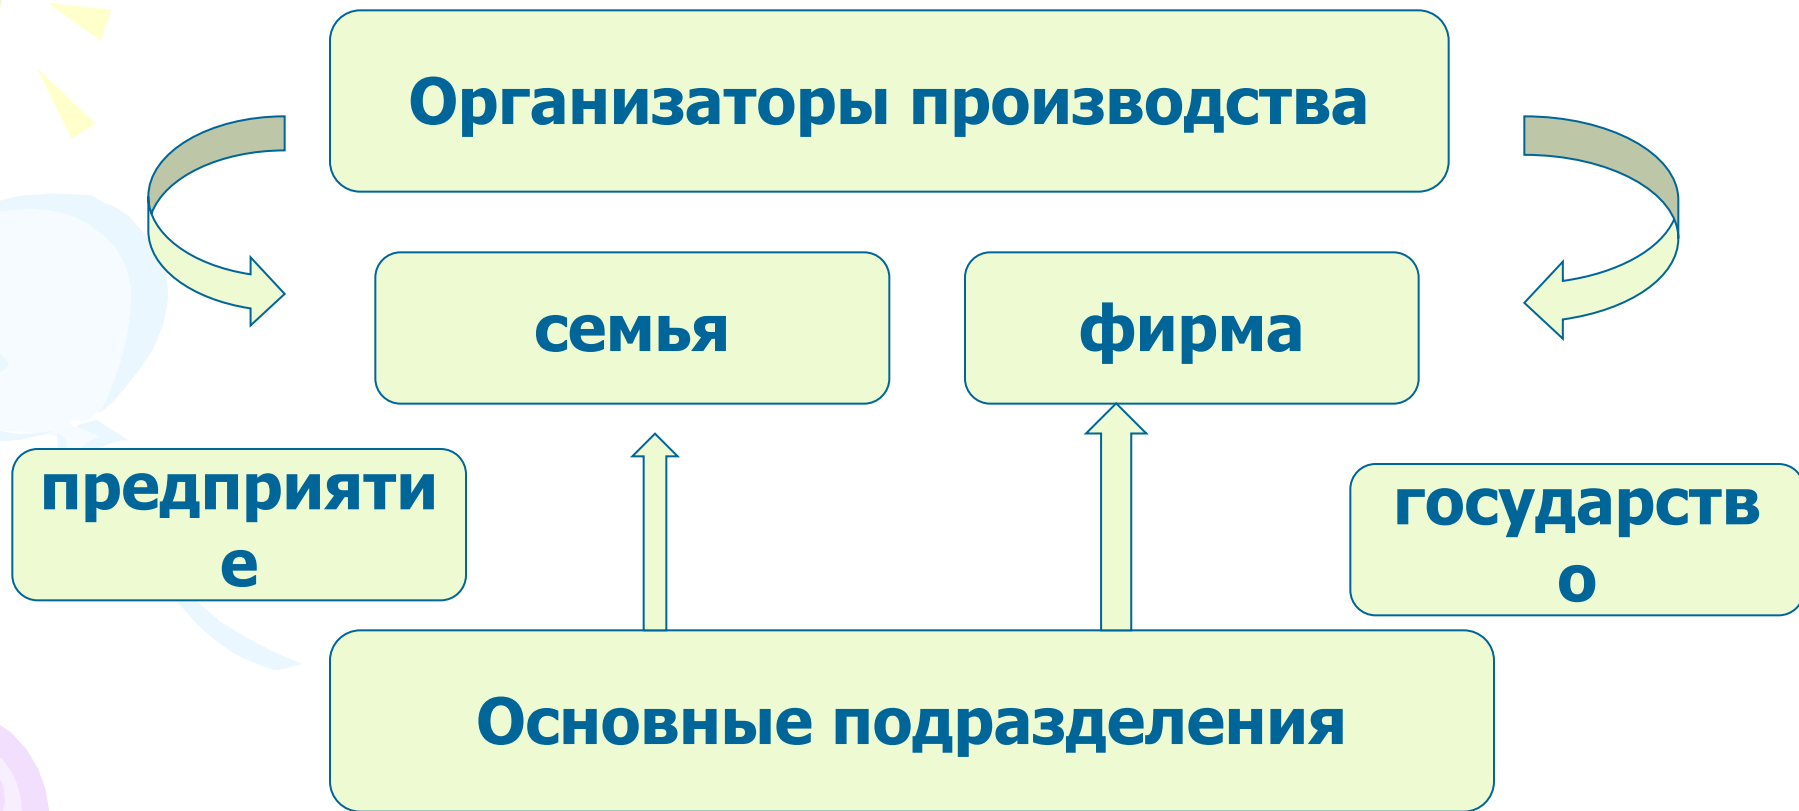 Организаторы производства
семья
фирма
предприяти
е
государств
о
Основные подразделения